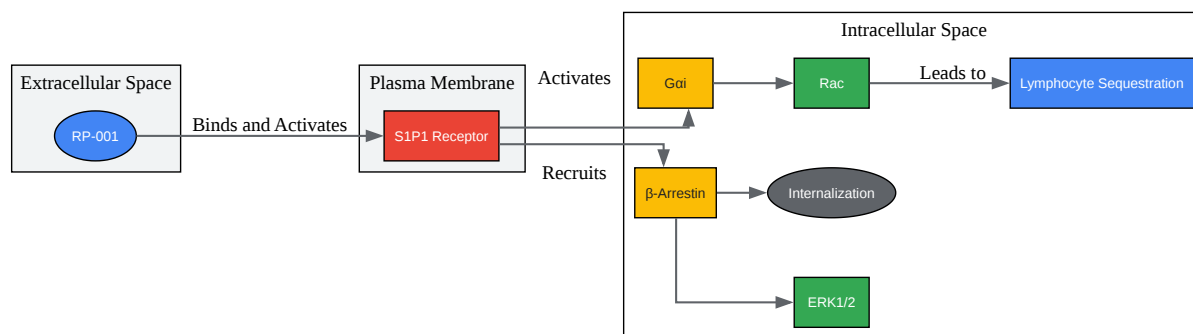 Intracellular Space
Extracellular Space
Plasma Membrane
Activates
Gαi
Rac
Leads to
Lymphocyte Sequestration
RP-001
Binds and Activates
S1P1 Receptor
Recruits
β-Arrestin
Internalization
ERK1/2